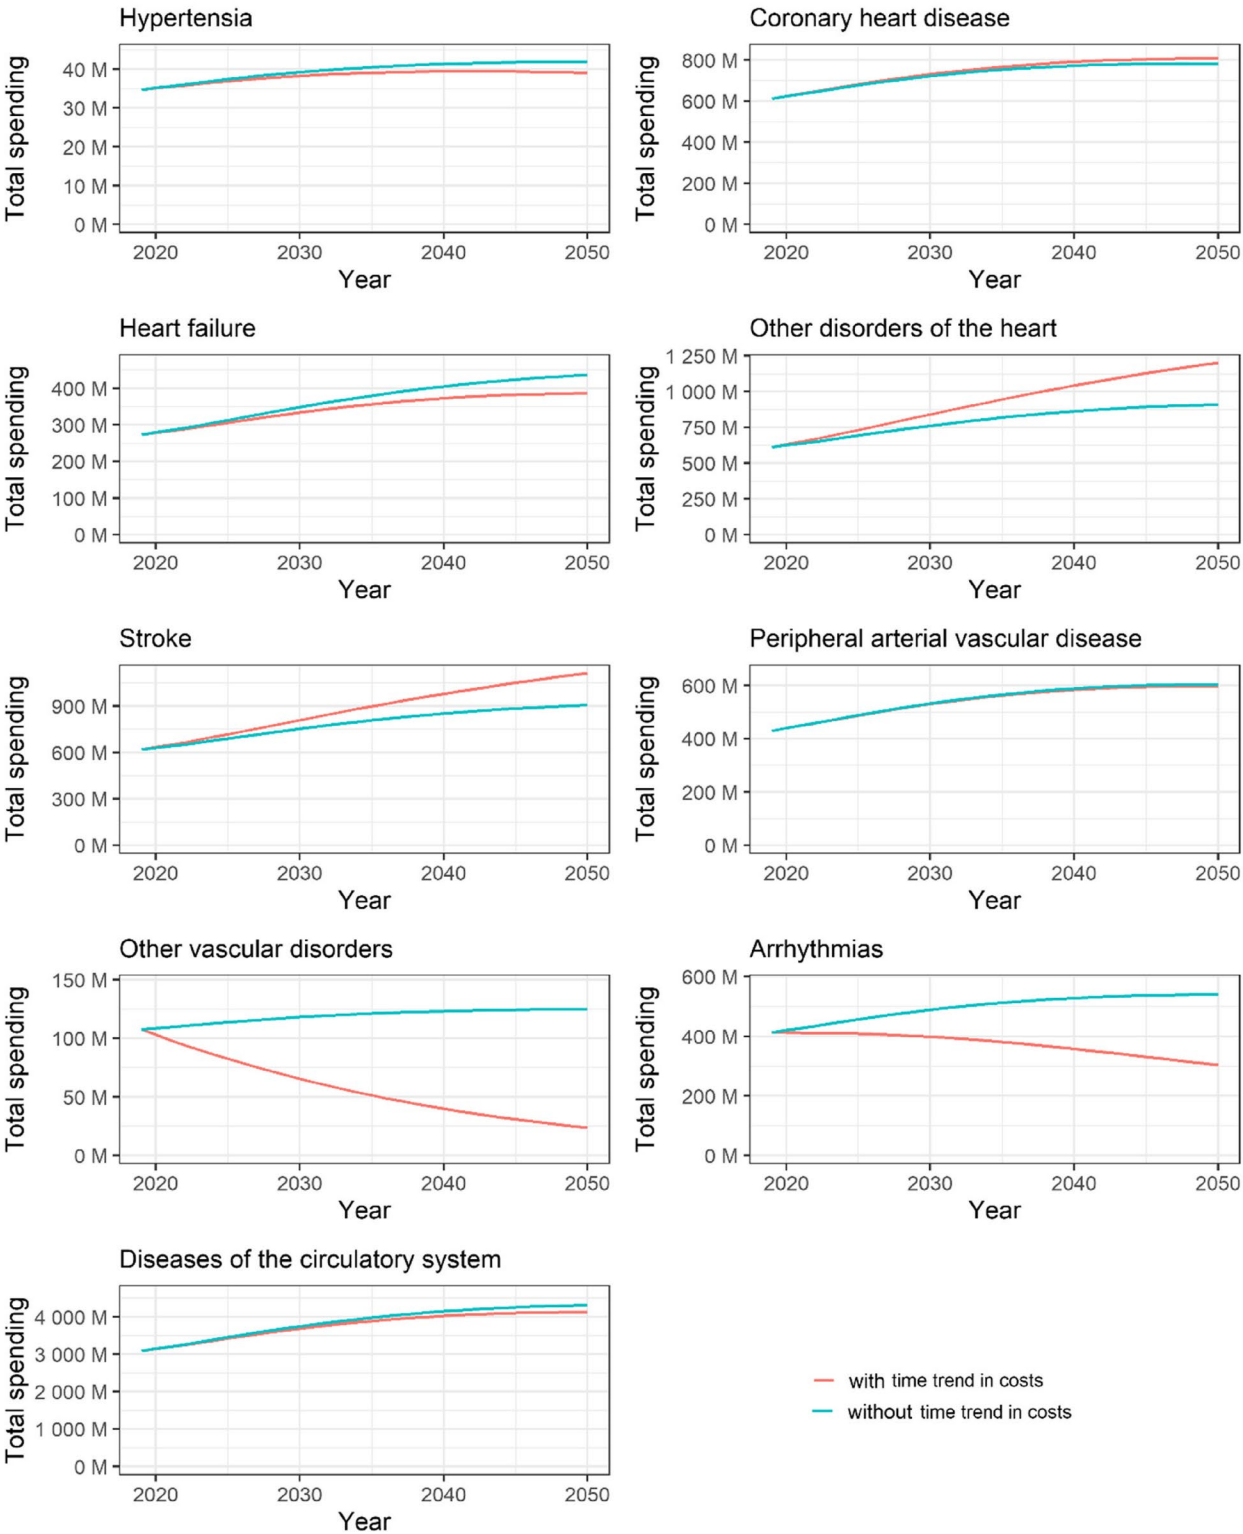 Hypertensia
Total spending
40 M
30 M
20 M
10 M
0 M
2020 2030 2040 2050
Year
Coronary heart disease
Total spending
800 M
600 M
400 M
200 M
0 M
2020 2030 2040 2050
Year
Heart failure
Total spending
400 M
300 M
200 M
100 M
0 M
2020 2030 2040 2050
Year
Other disorders of the heart
Total spending
1 250 M
1 000 M
750 M
500 M
250 M
0 M
2020 2030 2040 2050
Year
Stroke
Total spending
900 M
600 M
300 M
0 M
2020 2030 2040 2050
Year
Peripheral arterial vascular disease
Total spending
600 M
400 M
200 M
0 M
2020 2030 2040 2050
Year
Other vascular disorders
Total spending
150 M
100 M
50 M
0 M
2020 2030 2040 2050
Year
Arrhythmias
Total spending
600 M
400 M
200 M
0 M
2020 2030 2040 2050
Year
Diseases of the circulatory system
Total spending
4 000 M
3 000 M
2 000 M
1 000 M
0 M
2020 2030 2040 2050
Year
with time trend in costs
without time trend in costs